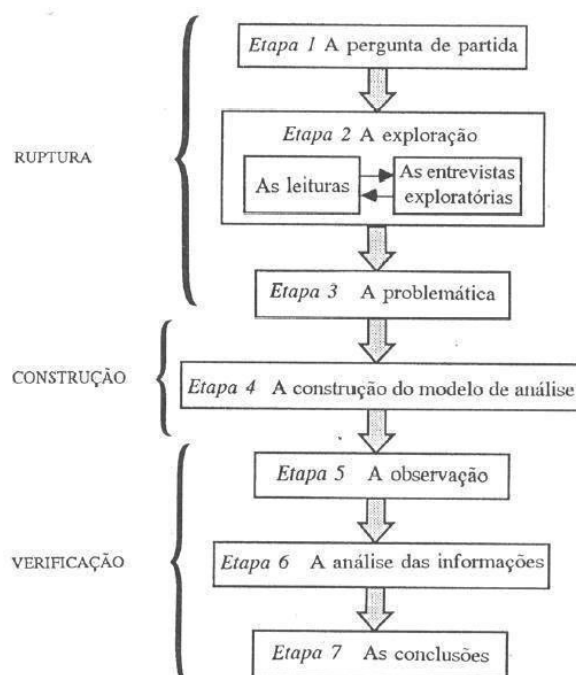 Etapa 1 A pergunta de partida
RUPTURA
Etapa 2 A exploração
As leituras
As entrevistas
exploratórias
Etapa 3 A problemática
CONSTRUÇÃO
Etapa 4 A construção do modelo de análise
Etapa 5 A observação
VERIFICAÇÃO
Etapa 6 A análise das informações
Etapa 7 As conclusões